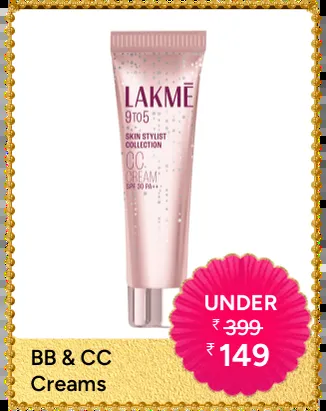 LAKMĒ
9TO5
SKIN STYLIST
COLLECTION
CC
CREAM
SPF 30 PA++
UNDER
₹ 399
₹ 149
BB & CC
Creams